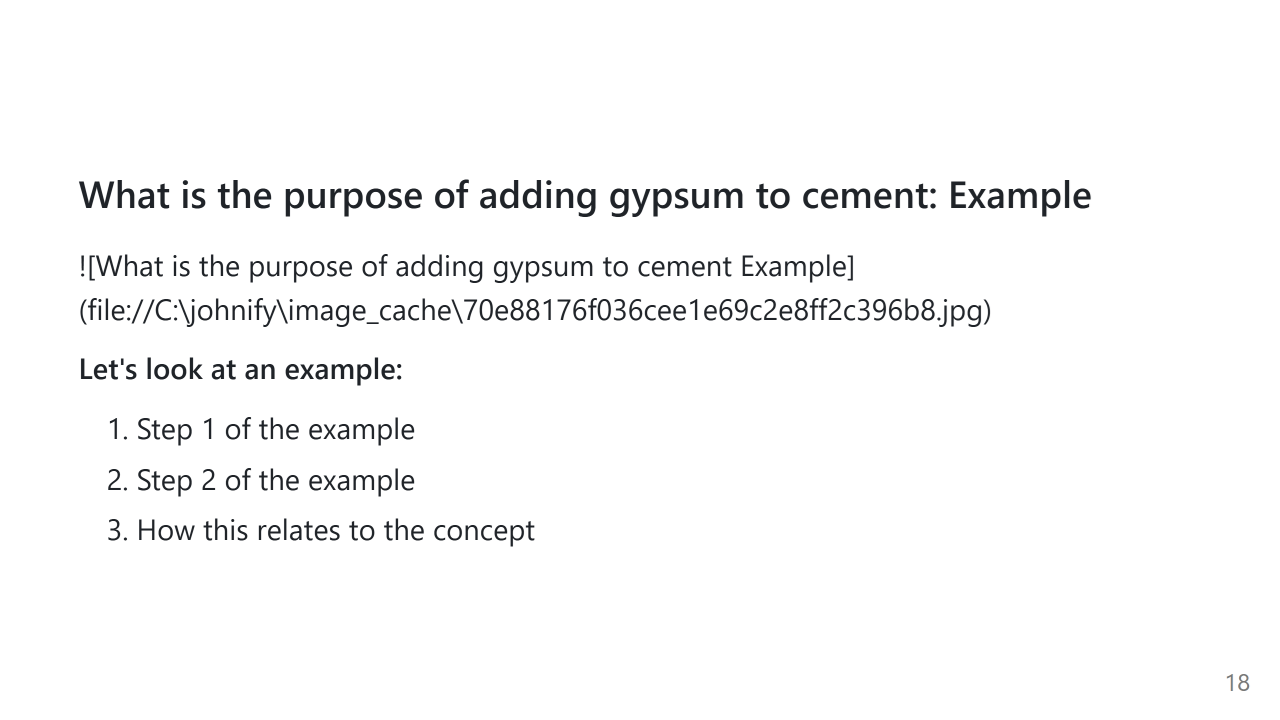 What is the purpose of adding gypsum to cement: Example
![What is the purpose of adding gypsum to cement Example]
(file://C:\johnify\image_cache\70e88176f036cee1e69c2e8ff2c396b8.jpg)
Let's look at an example:
1. Step 1 of the example
2. Step 2 of the example
3. How this relates to the concept
18